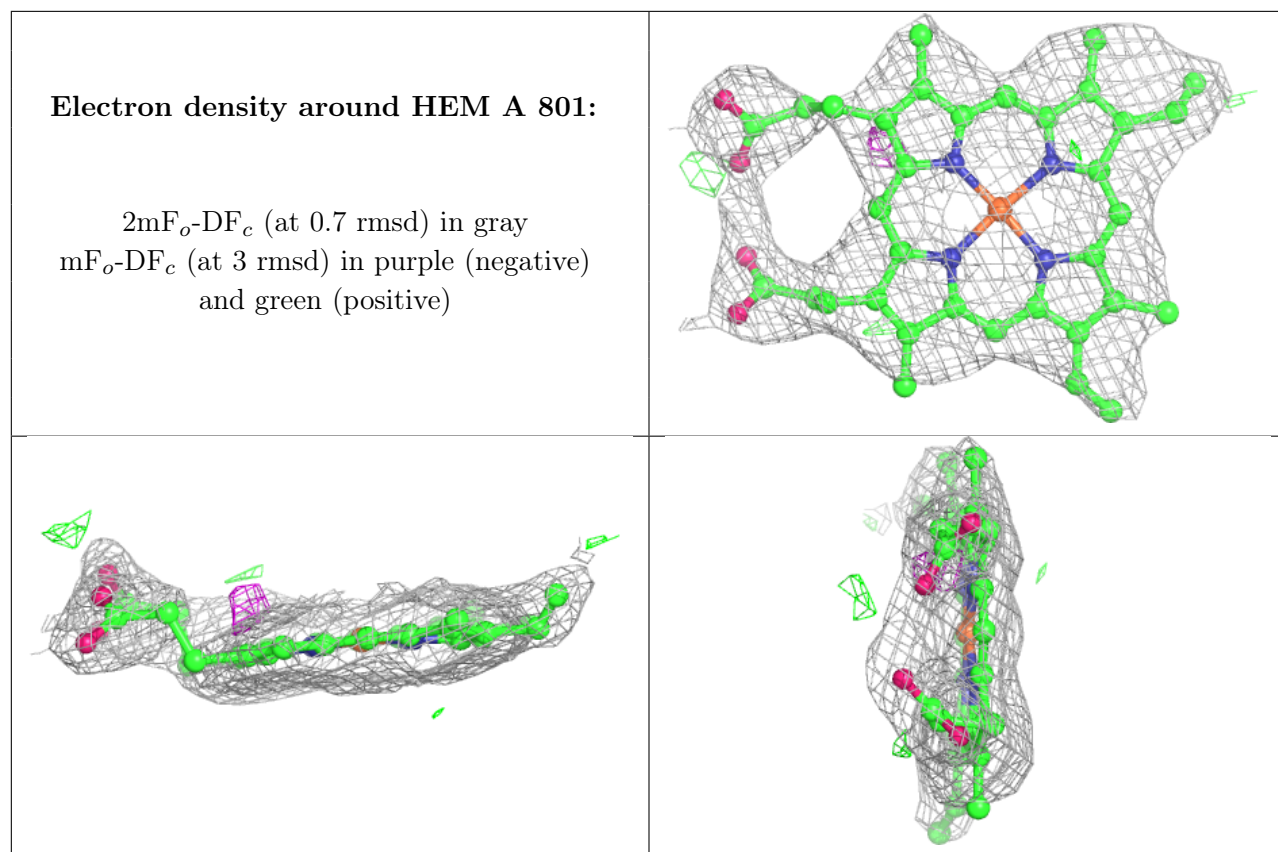 Electron density around HEM A 801:
2mFo-DFc (at 0.7 rmsd) in gray
mFo-DFc (at 3 rmsd) in purple (negative)
and green (positive)